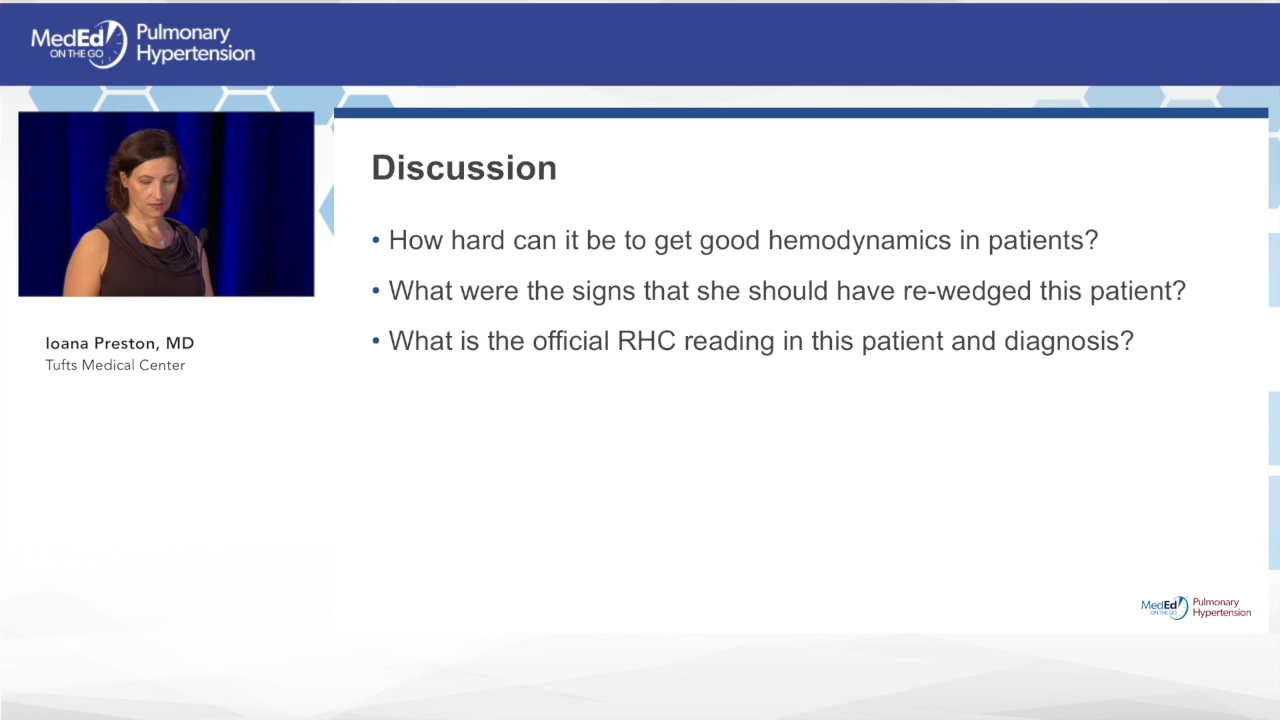 MedEd
ON THE GO
Pulmonary
Hypertension
Discussion
• How hard can it be to get good hemodynamics in patients?
• What were the signs that she should have re-wedged this patient?
• What is the official RHC reading in this patient and diagnosis?
Ioana Preston, MD
Tufts Medical Center
MedEd
ON THE GO
Pulmonary
Hypertension